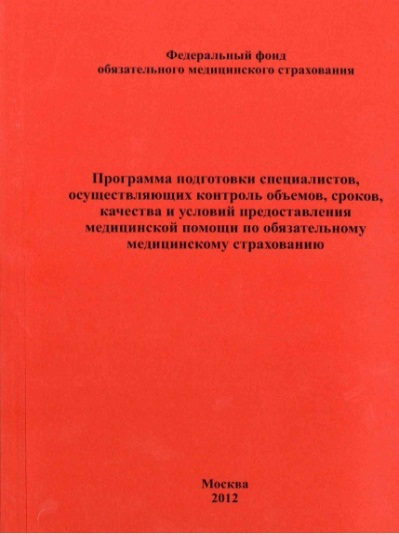 Федеральный фонд
обязательного медицинского страхования
Программа подготовки специалистов,
осуществляющих контроль объемов, сроков,
качества и условий предоставления
медицинской помощи по обязательному
медицинскому страхованию
Москва
2012